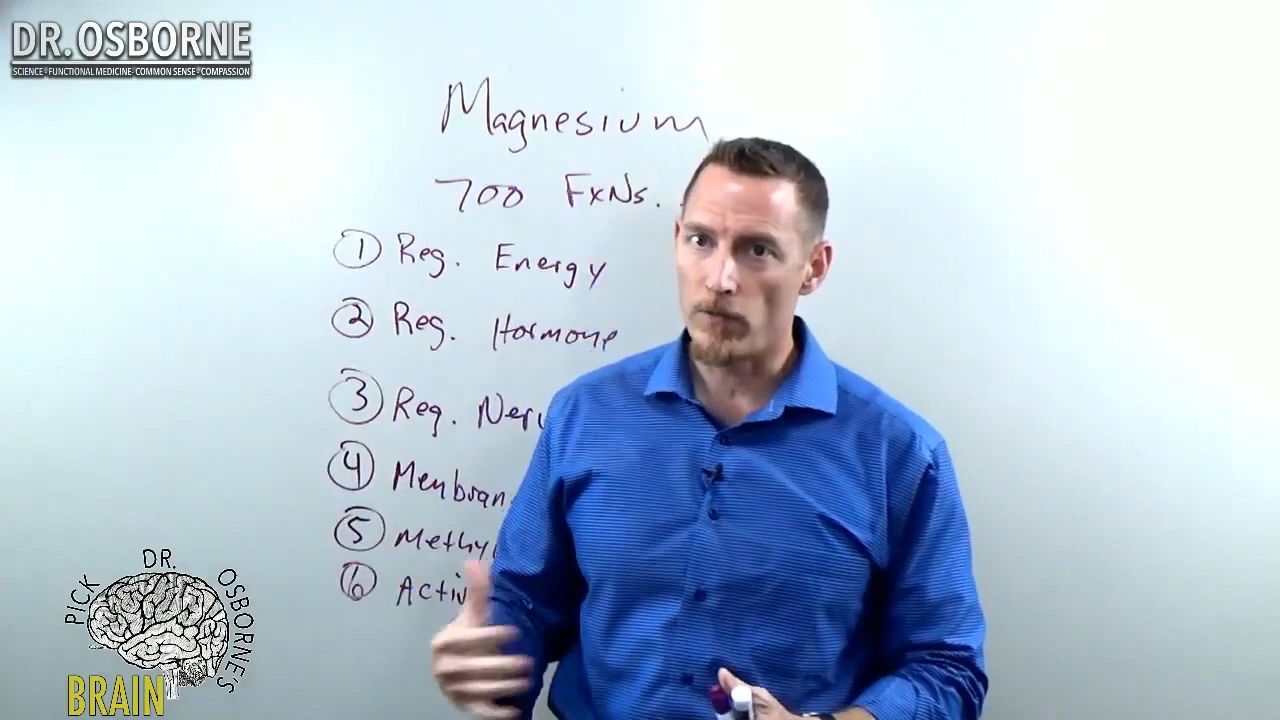 DR. OSBORNE
SCIENCE - FUNCTIONAL MEDICINE - COMMON SENSE - COMPASSION
Magnesium
700 FxNs.
1 Reg. Energy
2 Reg. Hormone
3 Reg.
4
5
6
PICK DR. OSBORNE'S
BRAIN